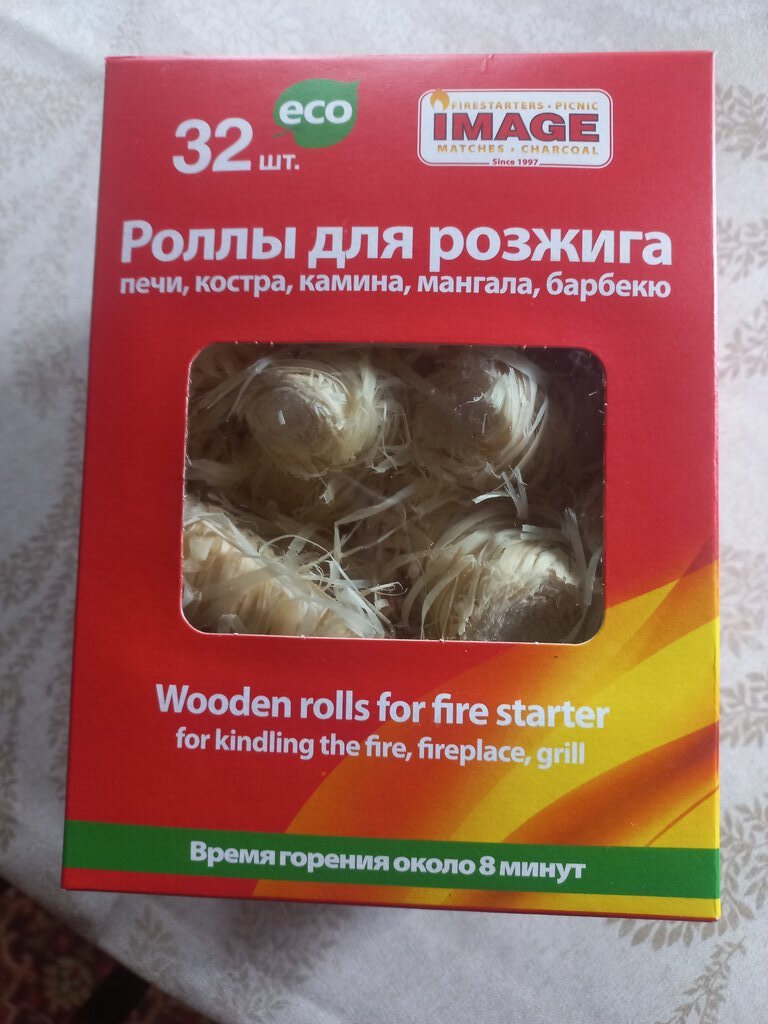 eco
32 шт.
FIRESTARTERS • PICNIC
IMAGE
MATCHES • CHARCOAL
Since 1997
Роллы для розжига
печи, костра, камина, мангала, барбекю
Wooden rolls for fire starter
for kindling the fire, fireplace, grill
Время горения около 8 минут